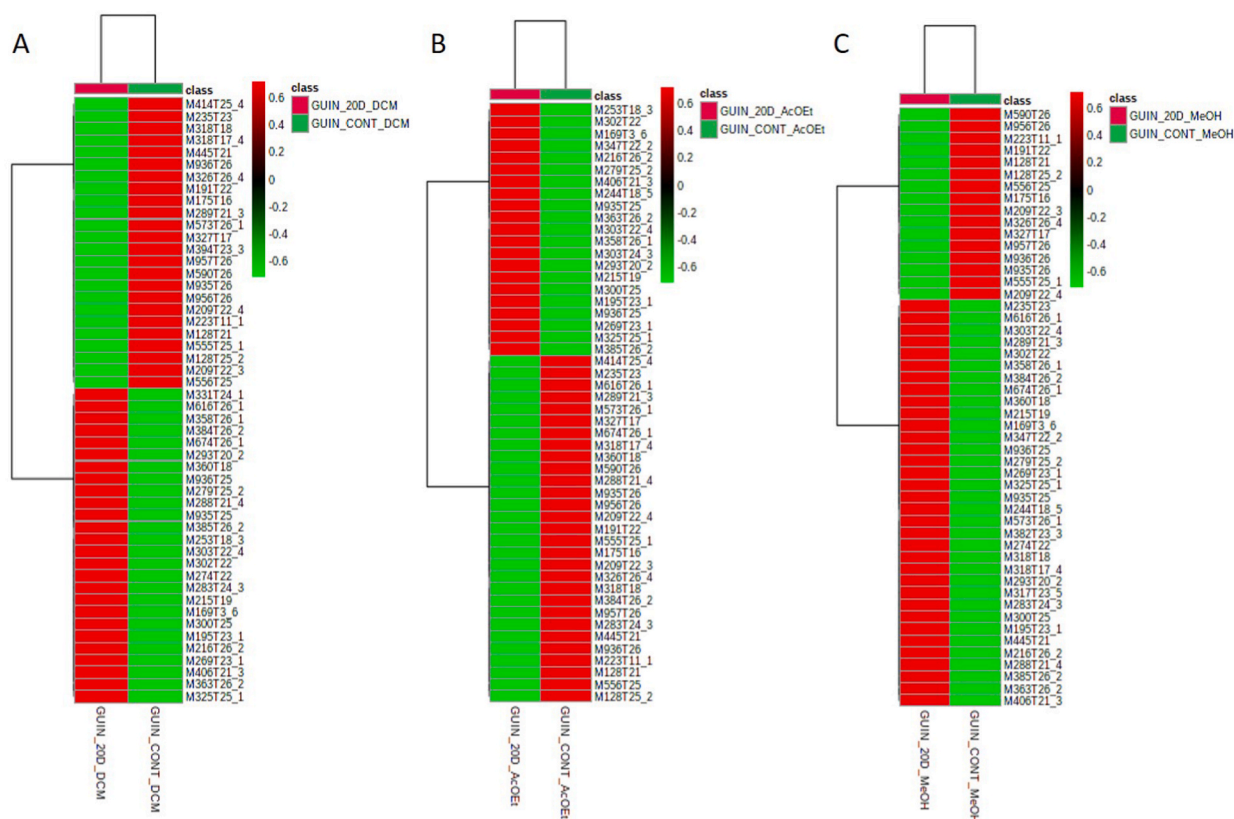 A
class
GUIN_20D_DCM
GUIN_CONT_DCM
0.6
0.4
0.2
0
-0.2
-0.4
-0.6
M414T25_4
M235T23
M318T18
M318T17_4
M445T21
M936T26
M326T26_4
M191T22
M175T16
M289T21_3
M573T26_1
M327T17
M394T23_3
M957T26
M590T26
M935T26
M956T26
M209T22_4
M223T11_1
M128T21
M555T25_1
M128T25_2
M209T22_3
M556T25
M331T24_1
M616T26_1
M358T26_1
M384T26_2
M674T26_1
M293T20_2
M360T18
M936T25
M279T25_2
M288T21_4
M935T25
M385T26_2
M253T18_3
M303T22_4
M302T22
M274T22
M283T24_3
M215T19
M169T3_6
M300T25
M195T23_1
M216T26_2
M269T23_1
M406T21_3
M363T26_2
M325T25_1
GUIN_20D_DCM
GUIN_CONT_DCM
B
class
GUIN_20D_AcOEt
GUIN_CONT_AcOEt
0.6
0.4
0.2
0
-0.2
-0.4
-0.6
M253T18_3
M302T22
M169T3_6
M347T22_2
M216T26_2
M279T25_2
M406T21_3
M244T18_5
M935T25
M363T26_2
M303T22_4
M358T26_1
M303T24_3
M293T20_2
M215T19
M300T25
M195T23_1
M936T25
M269T23_1
M325T25_1
M385T26_2
M414T25_4
M235T23
M616T26_1
M289T21_3
M573T26_1
M327T17
M674T26_1
M318T17_4
M360T18
M590T26
M288T21_4
M935T26
M956T26
M209T22_4
M191T22
M555T25_1
M175T16
M209T22_3
M326T26_4
M318T18
M384T26_2
M957T26
M283T24_3
M445T21
M936T26
M223T11_1
M128T21
M556T25
M128T25_2
GUIN_20D_AcOEt
GUIN_CONT_AcOEt
C
class
GUIN_20D_MeOH
GUIN_CONT_MeOH
0.6
0.4
0.2
0
-0.2
-0.4
-0.6
M590T26
M956T26
M223T11_1
M191T22
M128T21
M128T25_2
M556T25
M175T16
M209T22_3
M326T26_4
M327T17
M957T26
M936T26
M935T26
M555T25_1
M209T22_4
M235T23
M616T26_1
M303T22_4
M289T21_3
M302T22
M358T26_1
M384T26_2
M674T26_1
M360T18
M215T19
M169T3_6
M347T22_2
M936T25
M279T25_2
M269T23_1
M325T25_1
M935T25
M244T18_5
M573T26_1
M382T23_3
M274T22
M318T18
M318T17_4
M293T20_2
M317T23_5
M283T24_3
M300T25
M195T23_1
M445T21
M216T26_2
M288T21_4
M385T26_2
M363T26_2
M406T21_3
GUIN_20D_MeOH
GUIN_CONT_MeOH